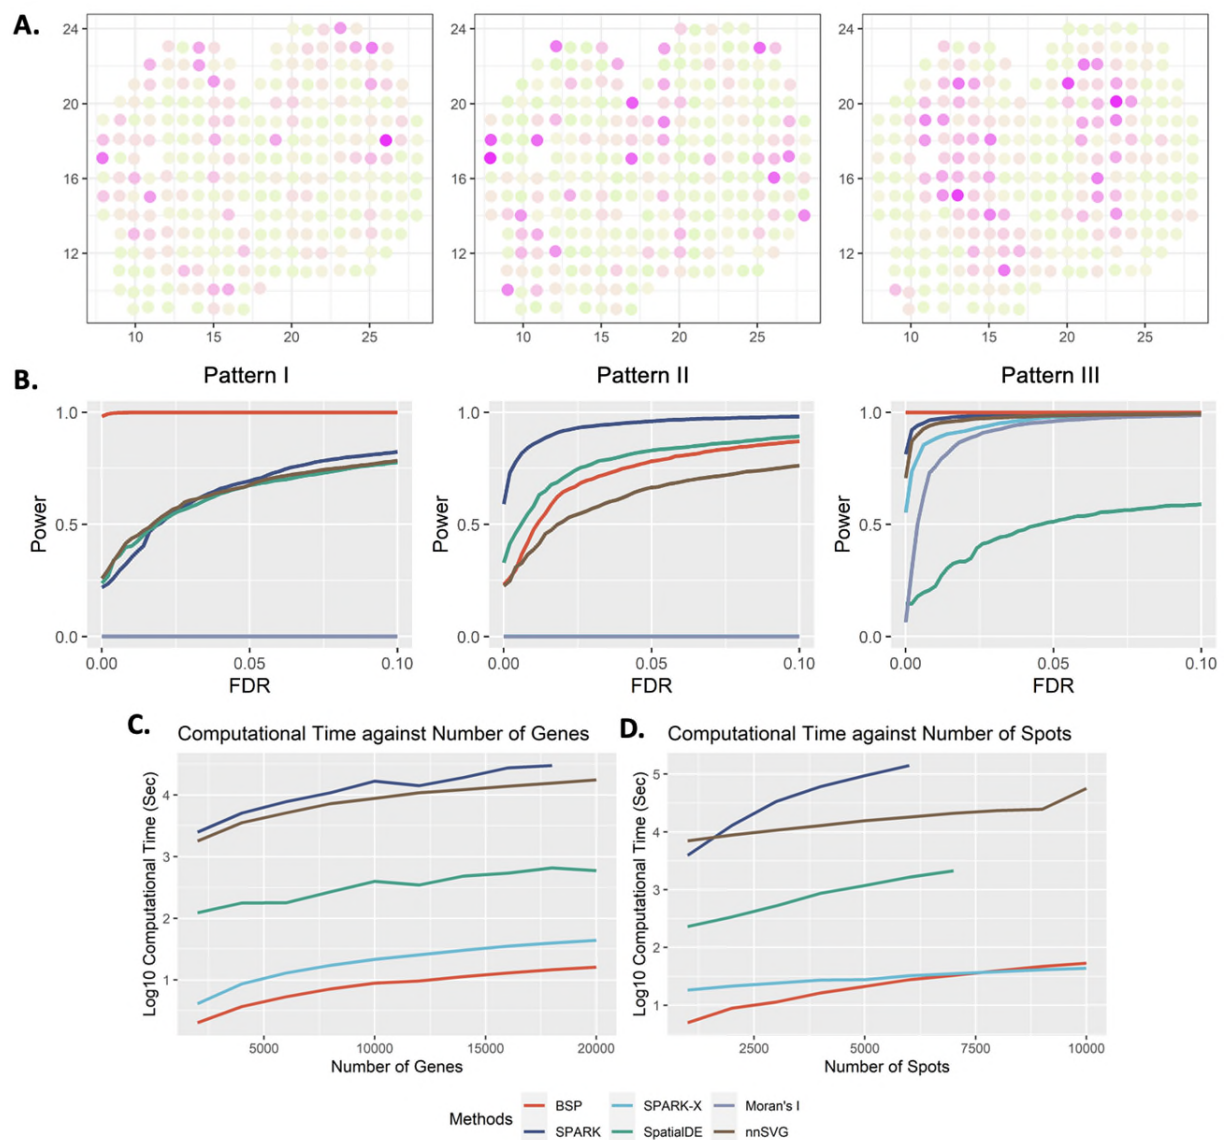 A.
24
20
16
12
10
15
20
25
24
20
16
12
10
15
20
25
24
20
16
12
10
15
20
25
B.
Pattern I
Pattern II
Pattern III
1.0
0.5
0.0
Power
0.00
0.05
0.10
FDR
1.0
0.5
0.0
Power
0.00
0.05
0.10
FDR
1.0
0.5
0.0
Power
0.00
0.05
0.10
FDR
C.
Computational Time against Number of Genes
Log10 Computational Time (Sec)
4
3
2
1
5000
10000
15000
20000
Number of Genes
D.
Computational Time against Number of Spots
Log10 Computational Time (Sec)
5
4
3
2
1
2500
5000
7500
10000
Number of Spots
Methods
BSP
SPARK-X
Moran's I
SPARK
SpatialDE
nnSVG